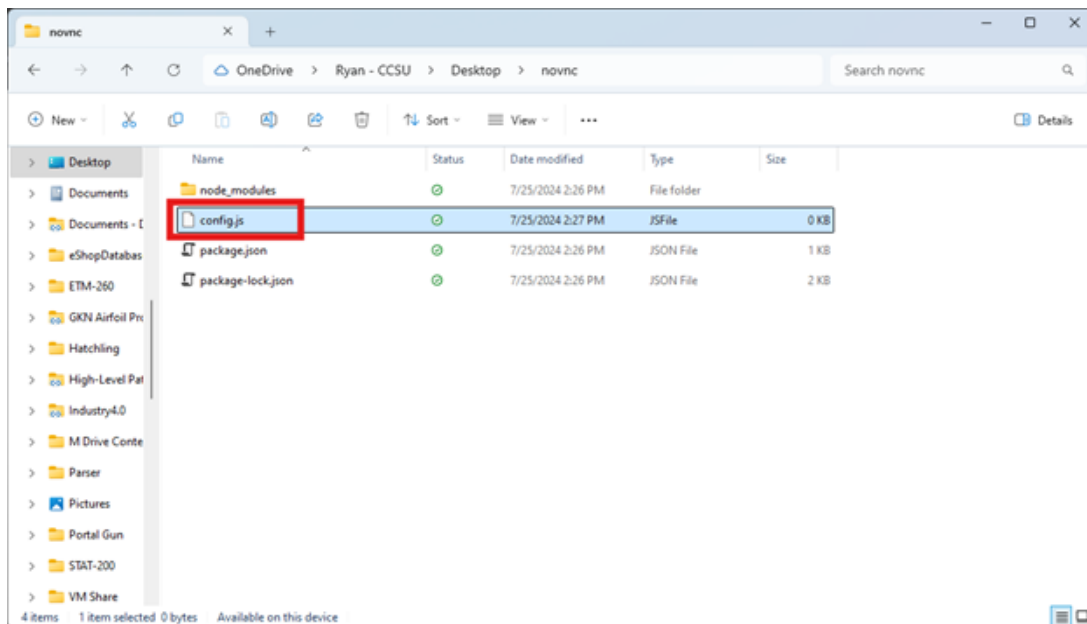 novnc
OneDrive > Ryan - CCSU > Desktop > novnc
Search novnc
New
Sort
View
Details
Name Status Date modified Type Size
node_modules 7/25/2024 2:26 PM File folder
config.js 7/25/2024 2:27 PM JSFile 0 KB
package.json 7/25/2024 2:26 PM JSON File 1 KB
package-lock.json 7/25/2024 2:26 PM JSON File 2 KB
Desktop
Documents
Documents - D
eShopDatabas
ETM-260
GKN Airfoil Pro
Hatchling
High-Level Pat
Industry4.0
M Drive Conte
Parser
Pictures
Portal Gun
STAT-200
VM Share
4 items 1 item selected 0 bytes Available on this device